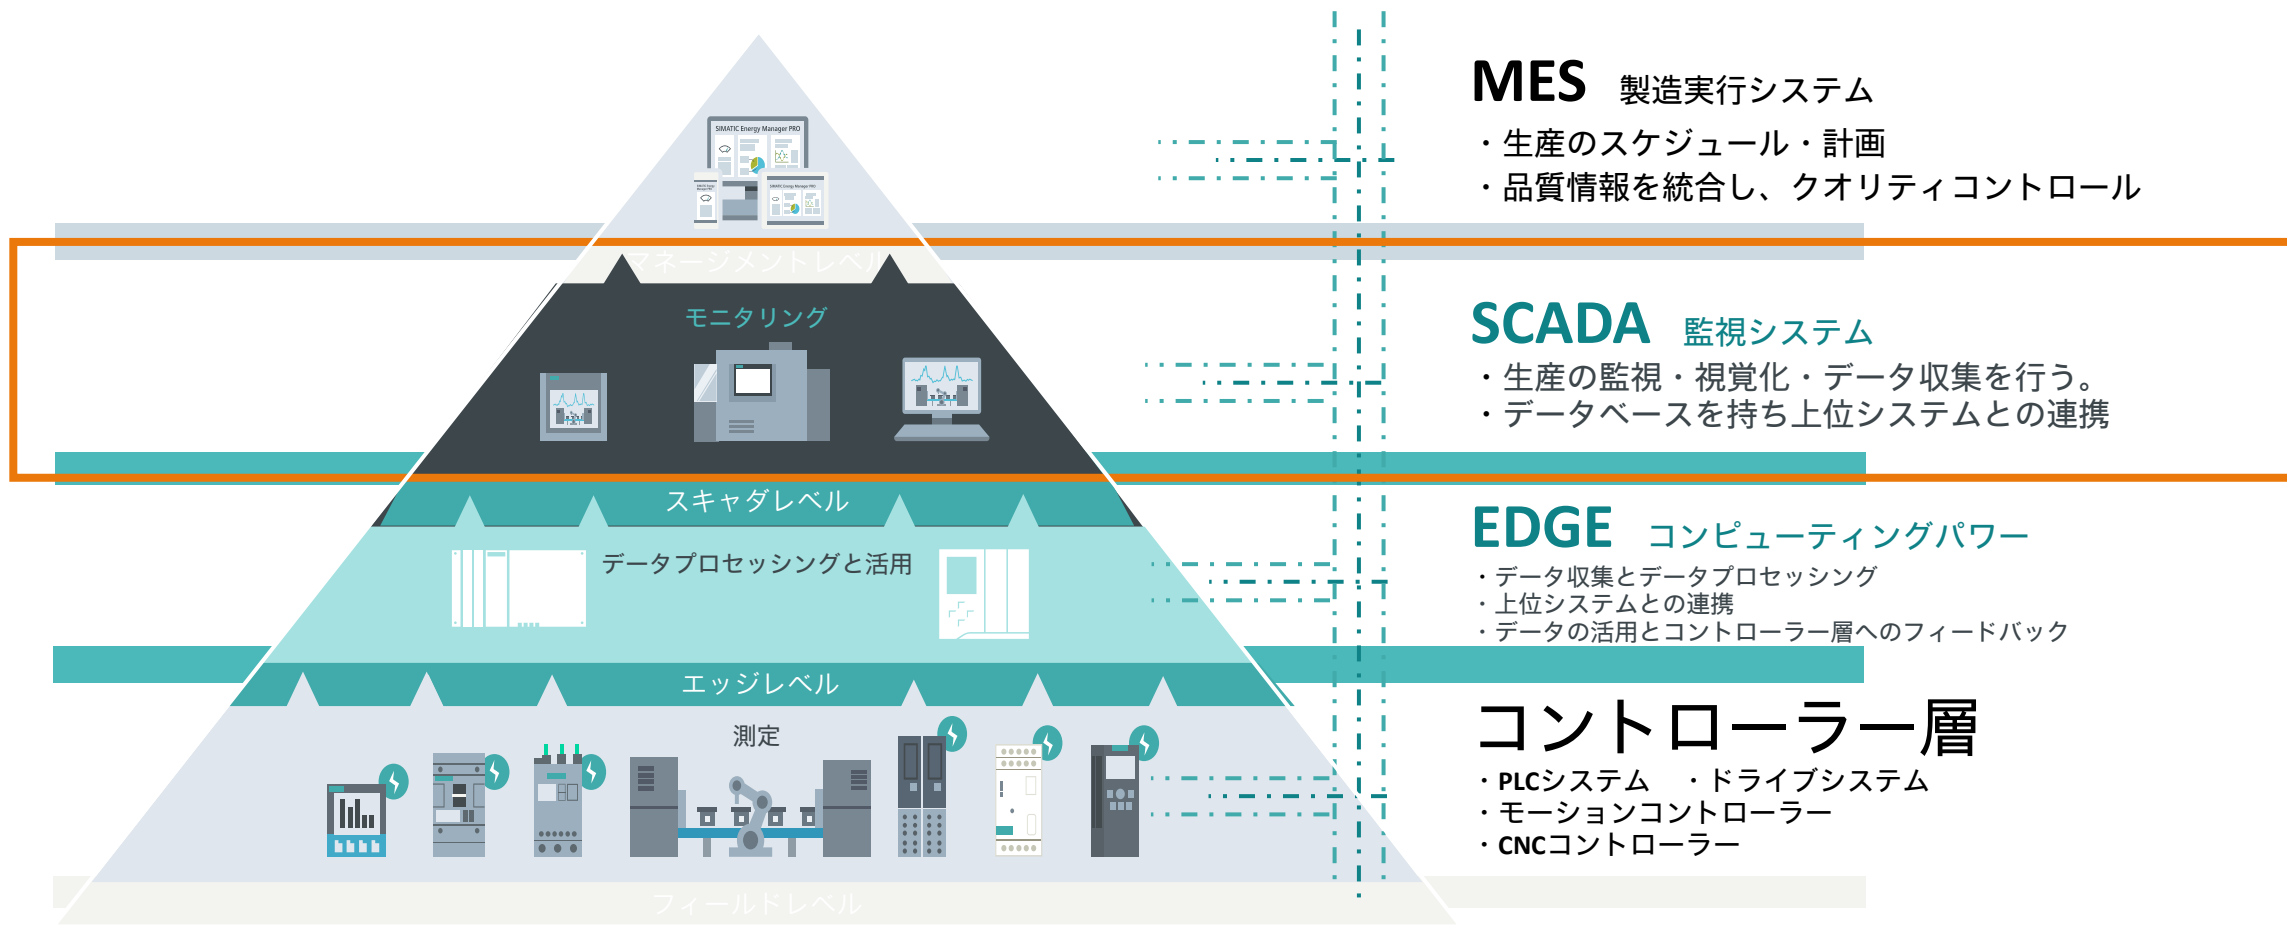 MES 製造実行システム
・生産のスケジュール・計画
・品質情報を統合し、クオリティコントロール
SIMATIC Energy Manager PRO
SIMATIC Energy Manager PRO
SIMATIC Energy Manager PRO
マネージメントレベル
モニタリング
SCADA 監視システム
・生産の監視・視覚化・データ収集を行う。
・データベースを持ち上位システムとの連携
スキャダレベル
データプロセッシングと活用
EDGE コンピューティングパワー
・データ収集とデータプロセッシング
・上位システムとの連携
・データの活用とコントローラー層へのフィードバック
エッジレベル
測定
コントローラー層
・PLCシステム ・ドライブシステム
・モーションコントローラー
・CNCコントローラー
フィールドレベル